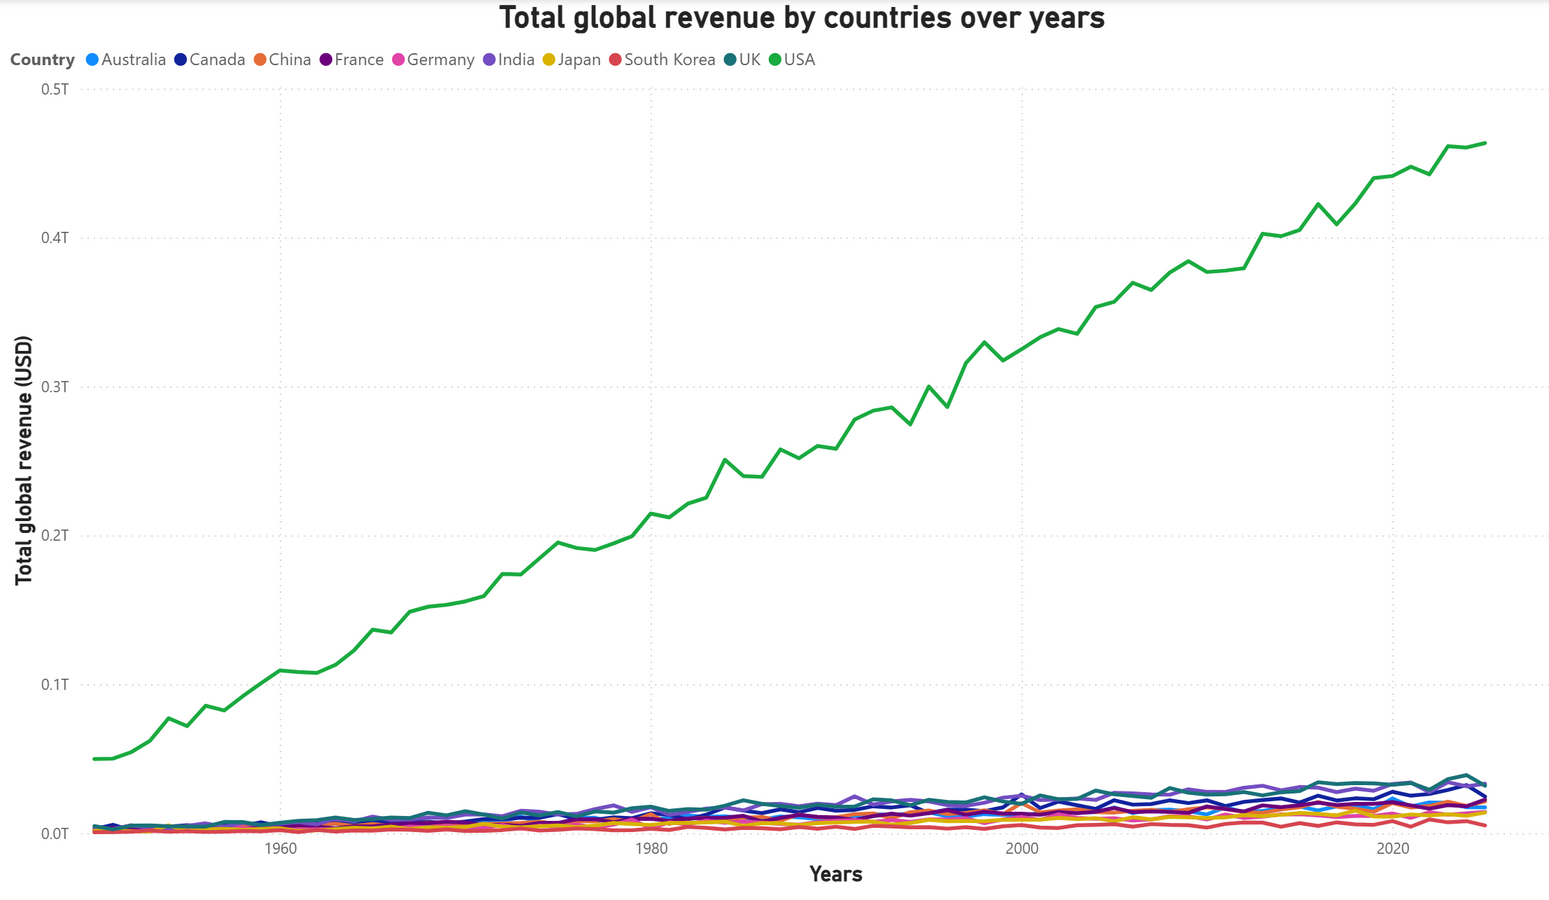 Total global revenue by countries over years
Country Australia Canada China France Germany India Japan South Korea UK USA
0.5T
0.4T
0.3T
0.2T
0.1T
0.0T
Total global revenue (USD)
1960 1980 2000 2020
Years